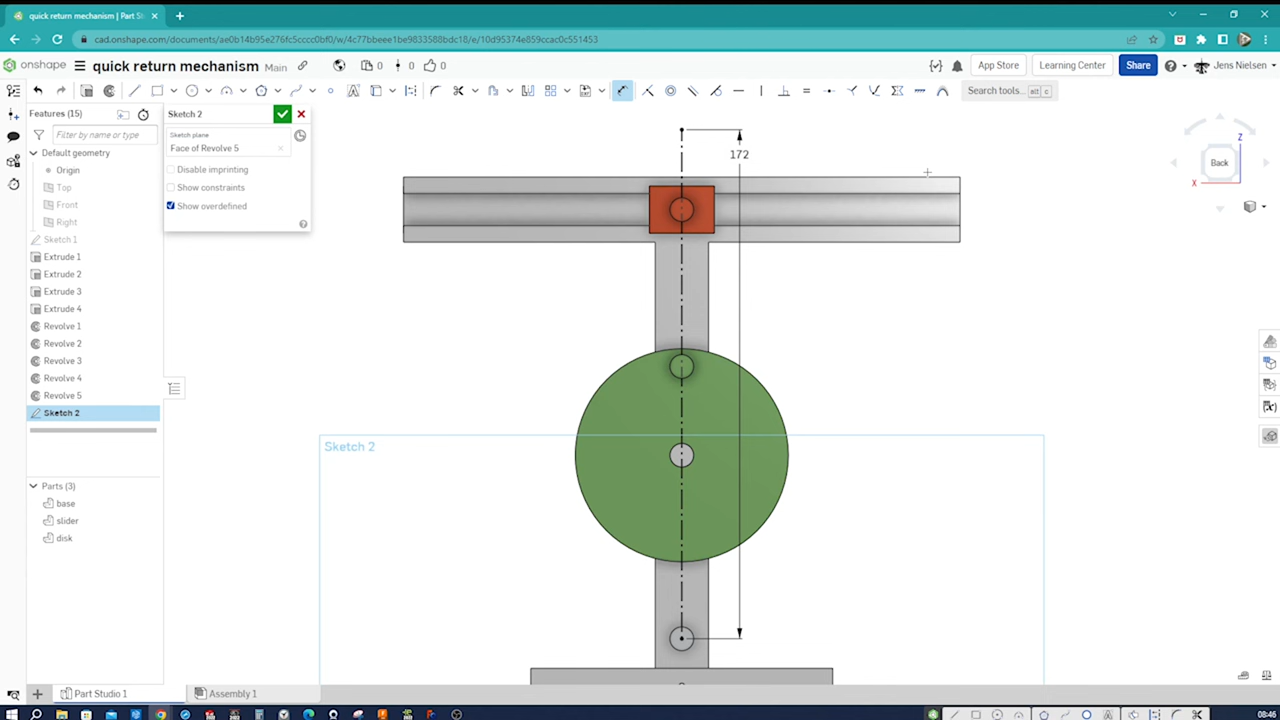 quick return mechanism | Part St
cad.onshape.com/documents/ae0b14b95e276fc5cccc0bf0/w/4c77bbeee1be9833588bdc18/e/10d95374e859ccac0c551453
onshape
quick return mechanism
Main
0
0
0
App Store
Learning Center
Share
Jens Nielsen
Search tools...
alt
c
Features (15)
Filter by name or type
Default geometry
Origin
Top
Front
Right
Sketch 1
Extrude 1
Extrude 2
Extrude 3
Extrude 4
Revolve 1
Revolve 2
Revolve 3
Revolve 4
Revolve 5
Sketch 2
Parts (3)
base
slider
disk
Sketch 2
Sketch plane
Face of Revolve 5
Disable imprinting
Show constraints
Show overdefined
172
Sketch 2
Z
Back
X
Part Studio 1
Assembly 1
08:46